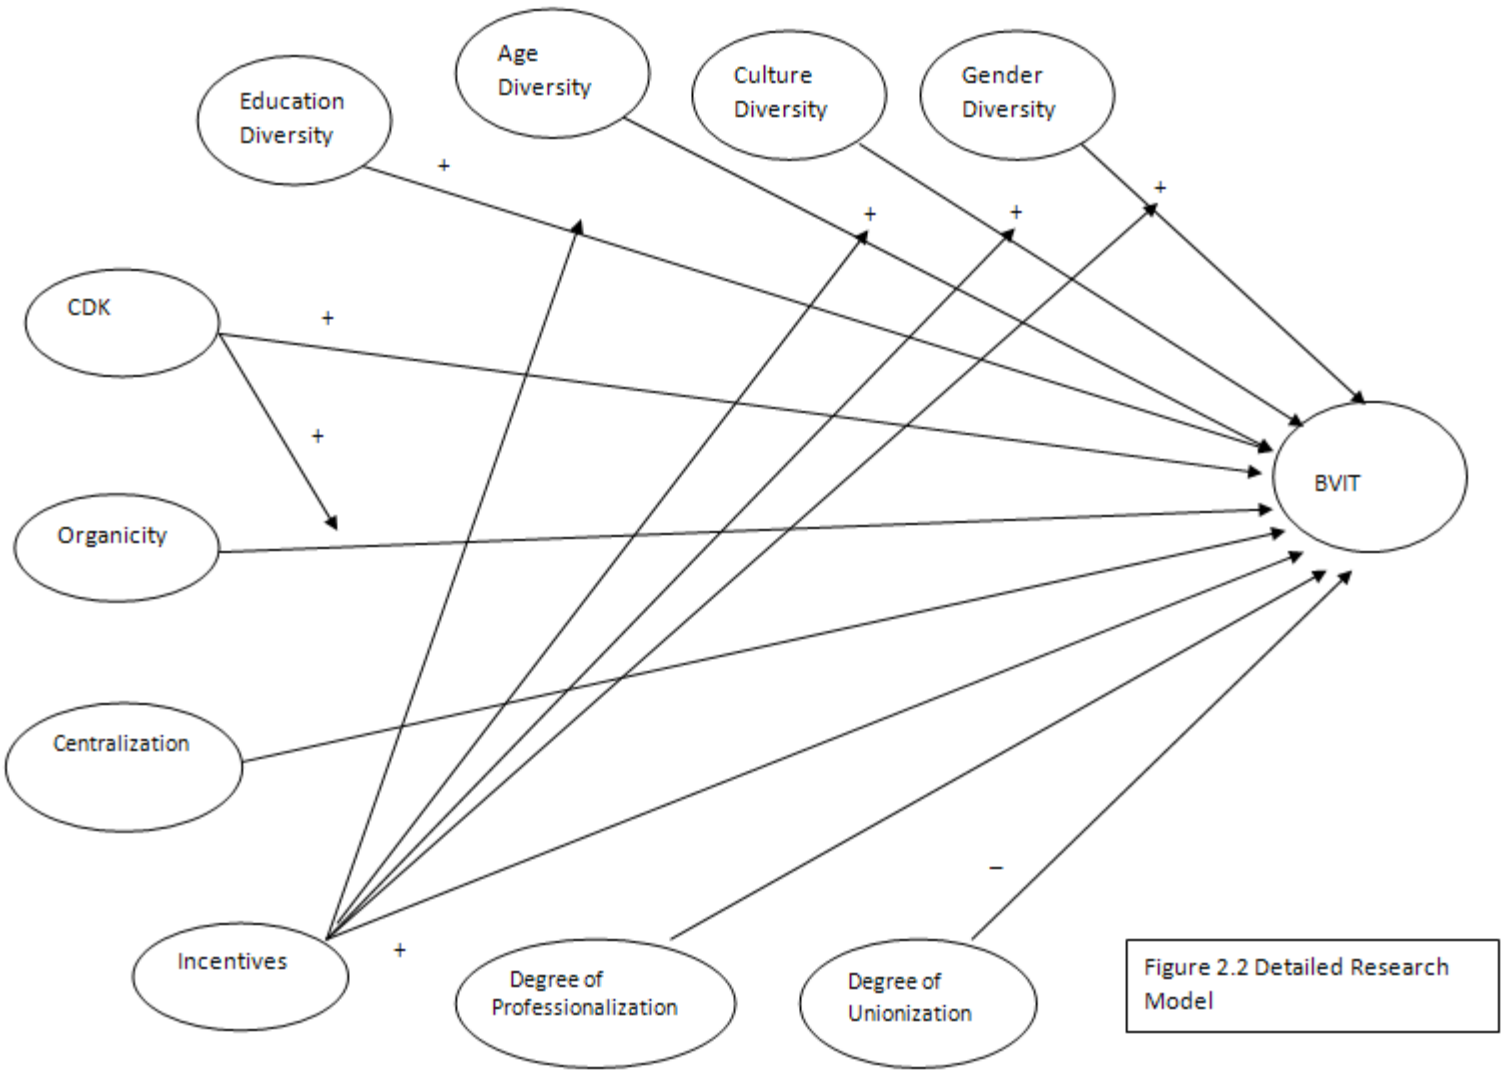 Age
Diversity
Culture
Diversity
Gender
Diversity
Education
Diversity
+
+
+
+
CDK
+
+
BVIT
Organicity
Centralization
–
Incentives
+
Degree of
Professionalization
Degree of
Unionization
Figure 2.2 Detailed Research
Model